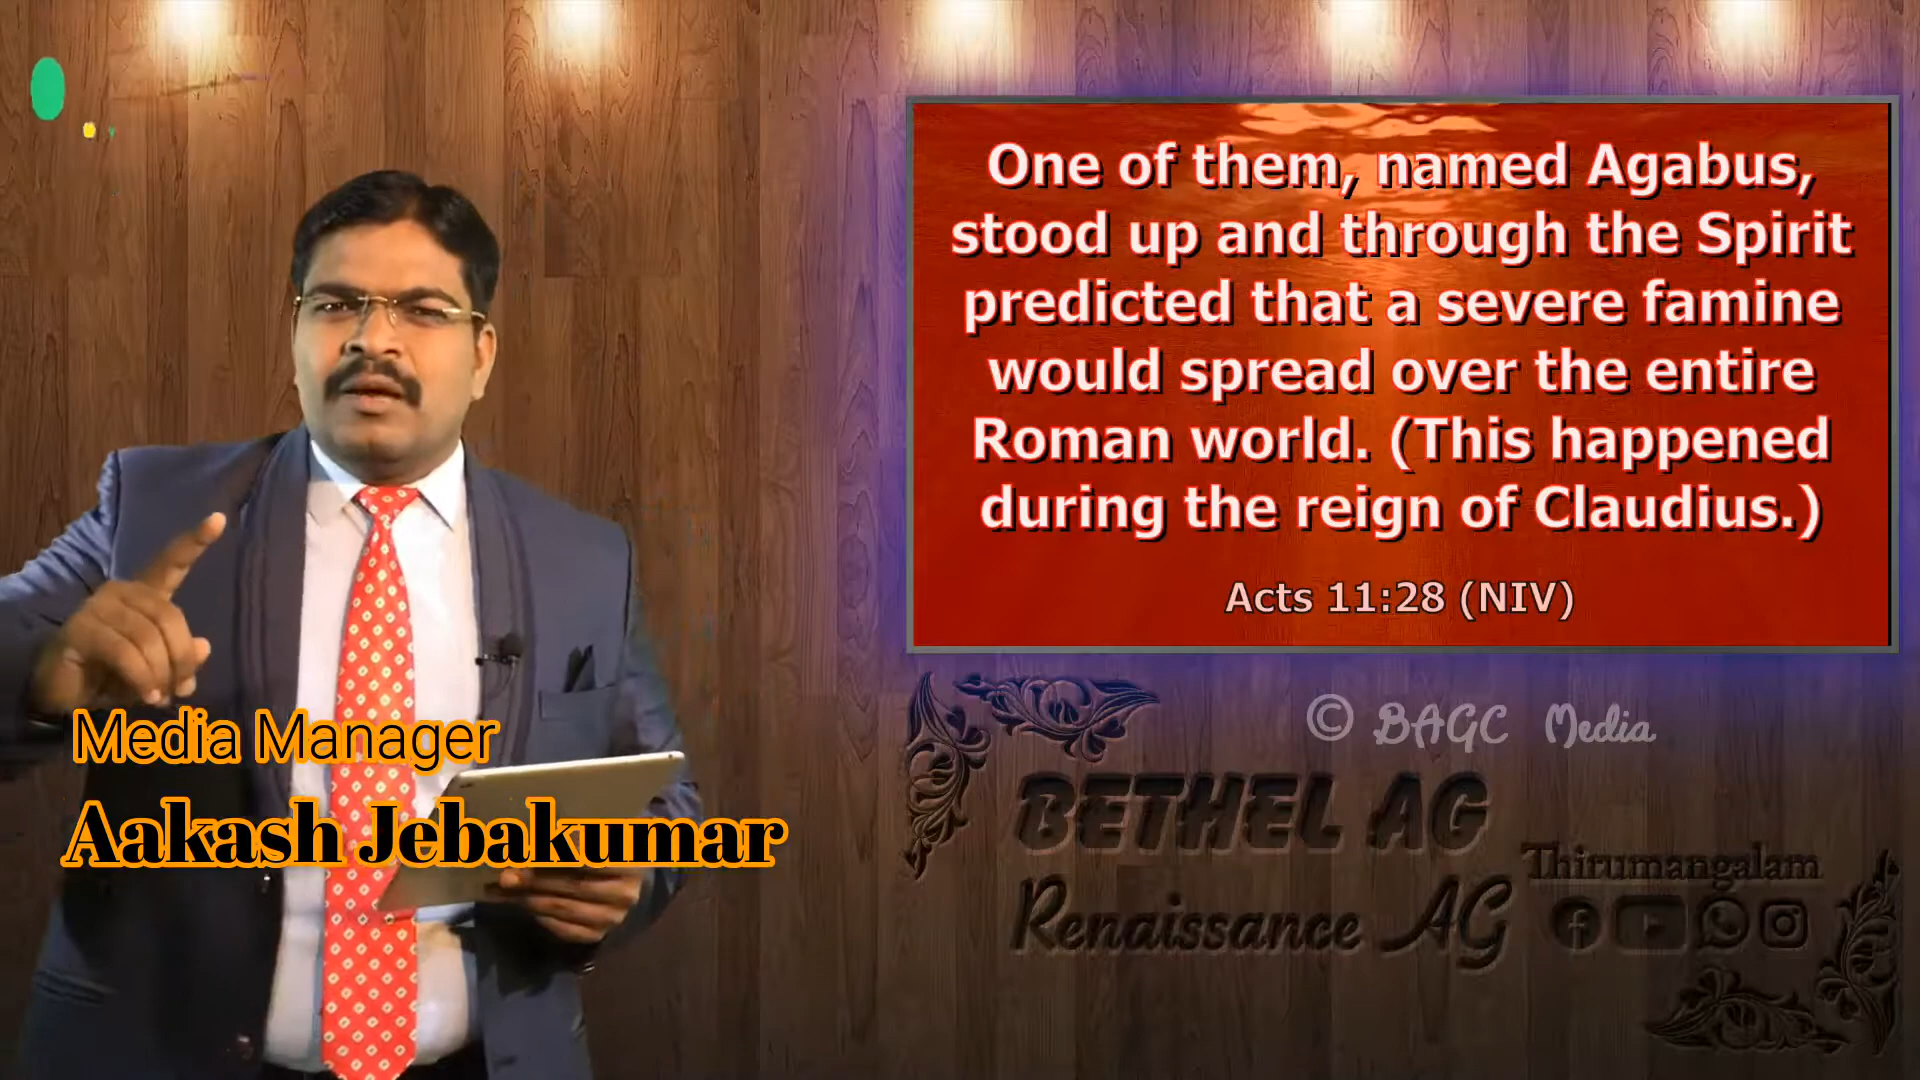 One of them, named Agabus,
stood up and through the Spirit
predicted that a severe famine
would spread over the entire
Roman world. (This happened
during the reign of Claudius.)
Acts 11:28 (NIV)
© BAGC Media
Media Manager
Aakash Jebakumar
BETHEL AG
Thirumangalam
Renaissance AG